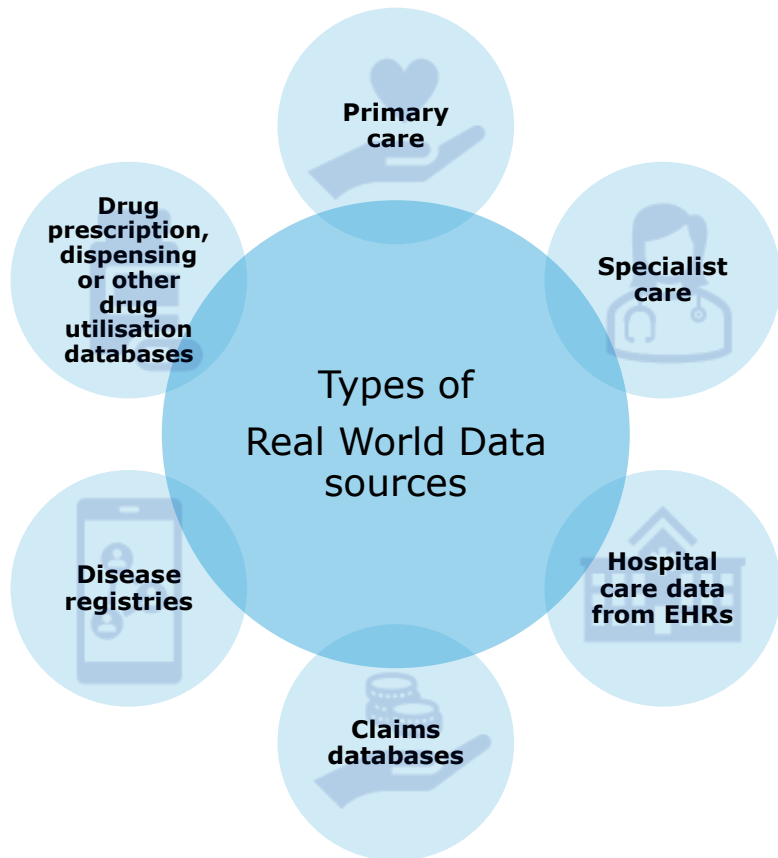 Primary
care
Drug
prescription,
dispensing
or other
drug
utilisation
databases
Specialist
care
Types of
Real World Data
sources
Disease
registries
Hospital
care data
from EHRs
Claims
databases